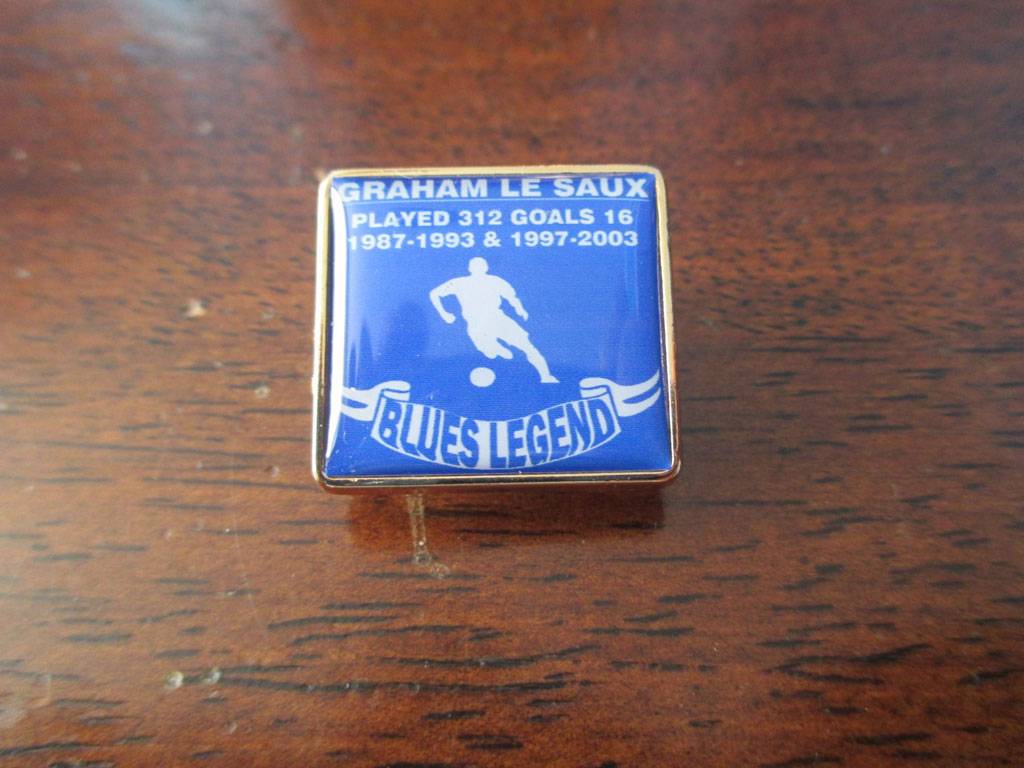 GRAHAM LE SAUX
PLAYED 312 GOALS 16
1987-1993 & 1997-2003
BLUES LEGEND